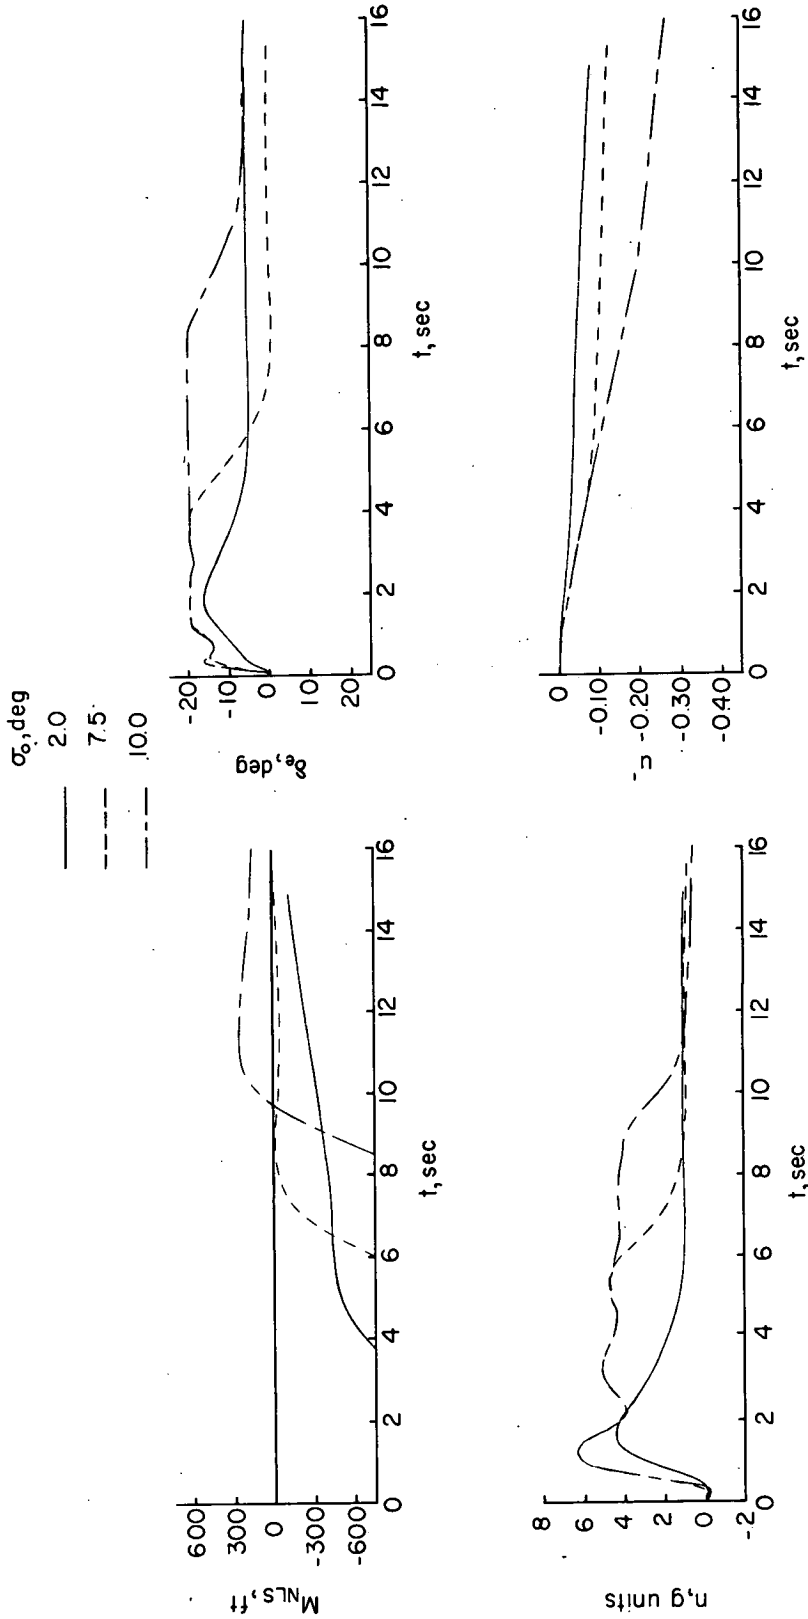 σ₀, deg
2.0
7.5
10.0
600
300
0
-300
-600
M_NLS, ft
0 2 4 6 8 10 12 14 16
t, sec
-20
-10
0
10
20
δe, deg
0 2 4 6 8 10 12 14 16
t, sec
8
6
4
2
0
-2
n, g units
0 2 4 6 8 10 12 14 16
t, sec
0
-0.10
-0.20
-0.30
-0.40
u
0 2 4 6 8 10 12 14 16
t, sec